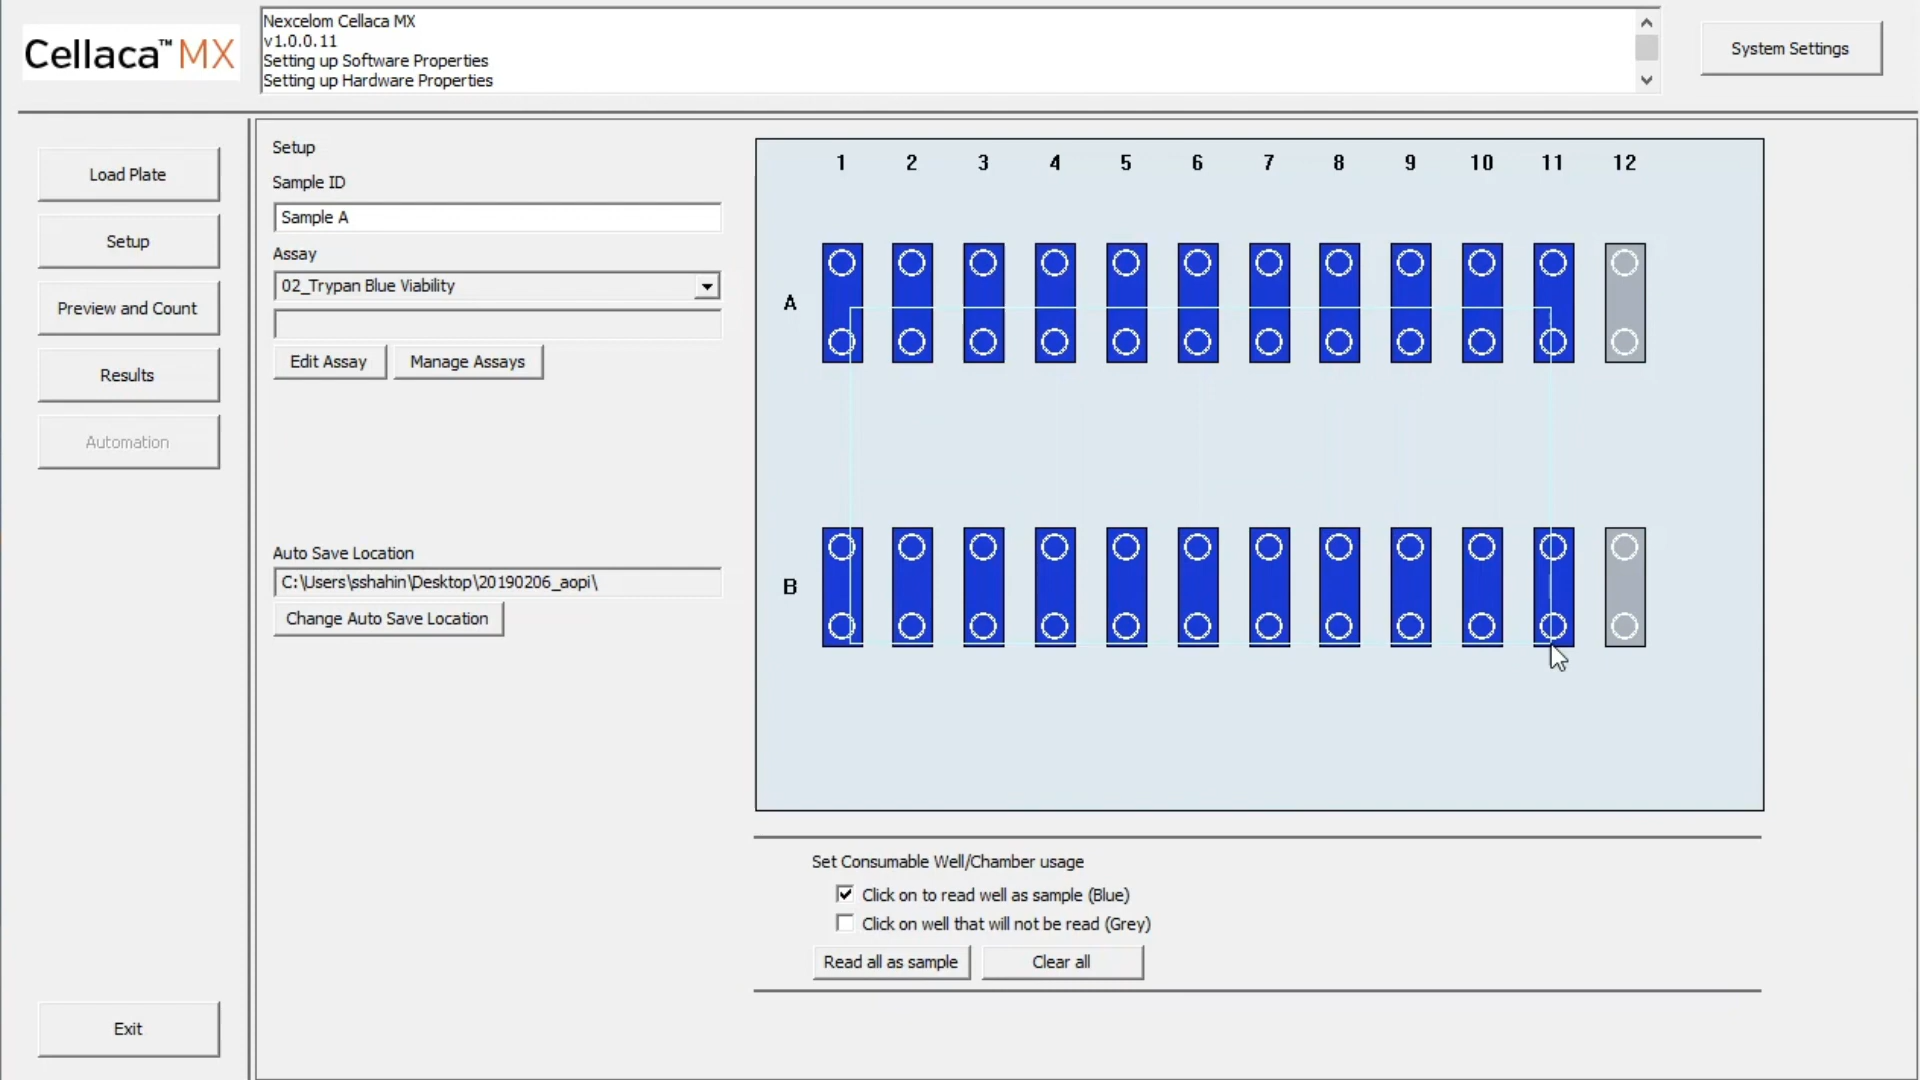 Cellaca™ MX
Nexcelom Cellaca MX
v1.0.0.11
Setting up Software Properties
Setting up Hardware Properties
System Settings
Load Plate
Setup
Preview and Count
Results
Automation
Exit
Setup
Sample ID
Sample A
Assay
02_Trypan Blue Viability
Edit Assay Manage Assays
Auto Save Location
C:\Users\sshahin\Desktop\20190206_aopi\
Change Auto Save Location
1 2 3 4 5 6 7 8 9 10 11 12
A
B
Set Consumable Well/Chamber usage
Click on to read well as sample (Blue)
Click on well that will not be read (Grey)
Read all as sample Clear all